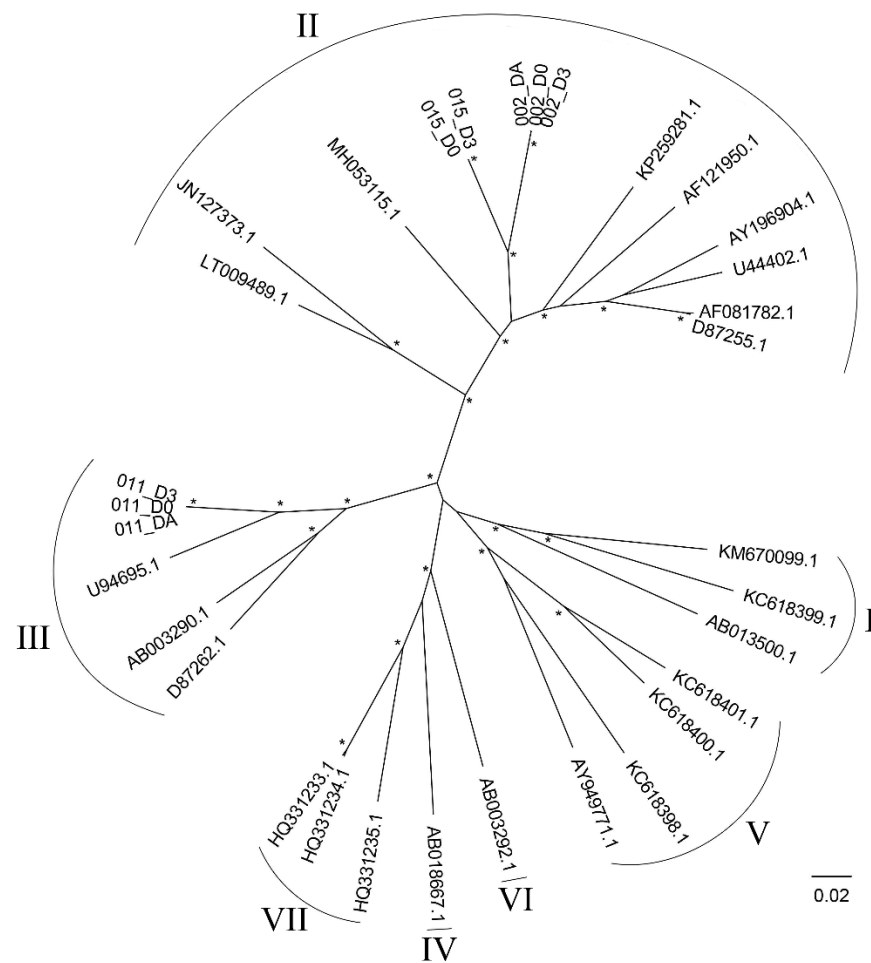 II
002_DA
002_D0
002_D3
015_D3
015_D0
KP259281.1
MH053115.1
AF121950.1
JN127373.1
AY196904.1
LT009489.1
U44402.1
AF081782.1
D87255.1
011_D3
011_D0
011_DA
U94695.1
AB003290.1
D87262.1
III
KM670099.1
KC618399.1
AB013500.1
I
KC618401.1
KC618400.1
KC618398.1
AY949771.1
V
HQ331233.1
HQ331234.1
HQ331235.1
AB018667.1
AB003292.1
VI
VII
IV
0.02